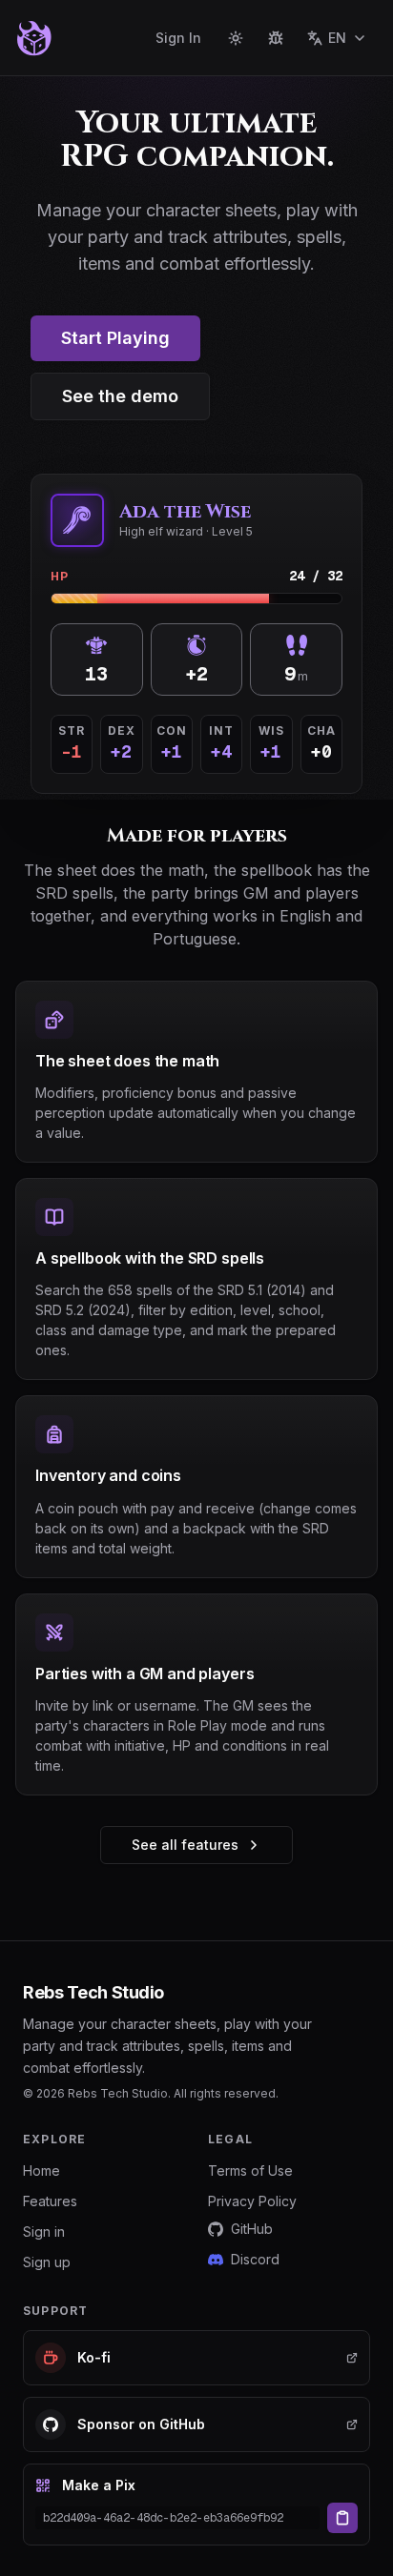 Sign In
EN
Your ultimate
RPG companion.
Manage your character sheets, play with
your party and track attributes, spells,
items and combat effortlessly.
Start Playing
See the demo
Ada the Wise
High elf wizard · Level 5
HP 24 / 32
13 +2 9m
STR DEX CON INT WIS CHA
-1 +2 +1 +4 +1 +0
Made for players
The sheet does the math, the spellbook has the
SRD spells, the party brings GM and players
together, and everything works in English and
Portuguese.
The sheet does the math
Modifiers, proficiency bonus and passive
perception update automatically when you change
a value.
A spellbook with the SRD spells
Search the 658 spells of the SRD 5.1 (2014) and
SRD 5.2 (2024), filter by edition, level, school,
class and damage type, and mark the prepared
ones.
Inventory and coins
A coin pouch with pay and receive (change comes
back on its own) and a backpack with the SRD
items and total weight.
Parties with a GM and players
Invite by link or username. The GM sees the
party's characters in Role Play mode and runs
combat with initiative, HP and conditions in real
time.
See all features
Rebs Tech Studio
Manage your character sheets, play with your
party and track attributes, spells, items and
combat effortlessly.
© 2026 Rebs Tech Studio. All rights reserved.
EXPLORE
Home
Features
Sign in
Sign up
LEGAL
Terms of Use
Privacy Policy
GitHub
Discord
SUPPORT
Ko-fi
Sponsor on GitHub
Make a Pix
b22d409a-46a2-48dc-b2e2-eb3a66e9fb92